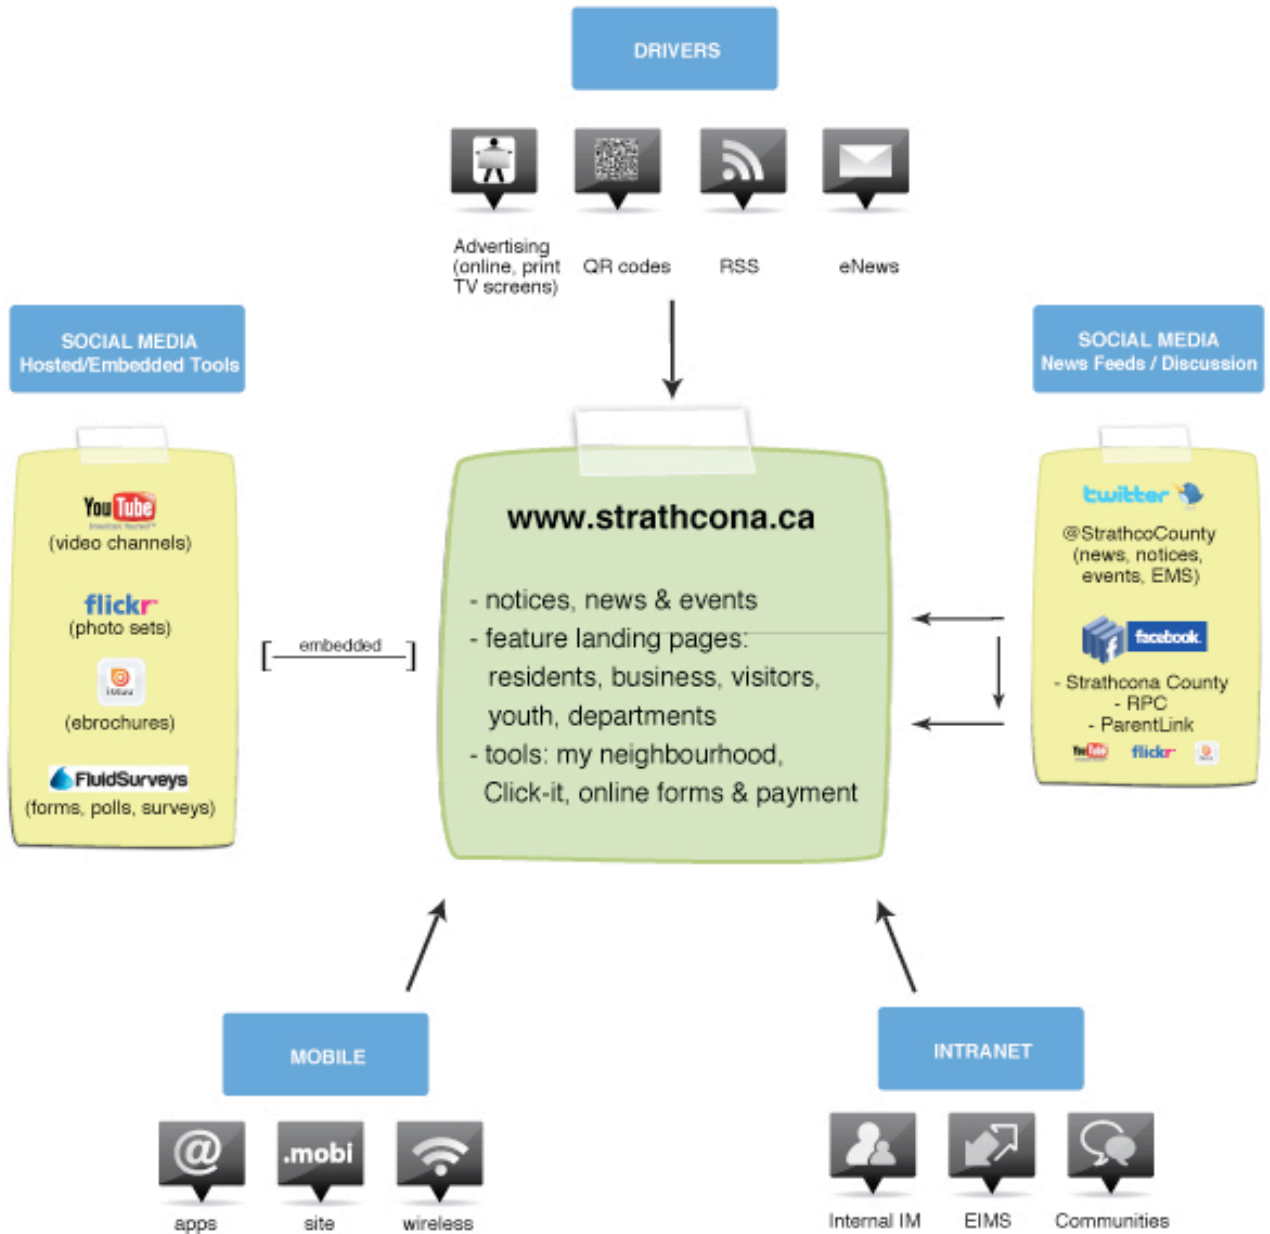 DRIVERS
Advertising
(online, print
TV screens)
QR codes
RSS
eNews
SOCIAL MEDIA
Hosted/Embedded Tools
YouTube
(video channels)
flickr
(photo sets)
issuu
(ebrochures)
FluidSurveys
(forms, polls, surveys)
embedded
www.strathcona.ca
- notices, news & events
- feature landing pages:
residents, business, visitors,
youth, departments
- tools: my neighbourhood,
Click-it, online forms & payment
SOCIAL MEDIA
News Feeds / Discussion
twitter
@StrathcoCounty
(news, notices,
events, EMS)
facebook.
- Strathcona County
- RPC
- ParentLink
YouTube
flickr
MOBILE
@
.mobi
apps
site
wireless
INTRANET
Internal IM
EIMS
Communities